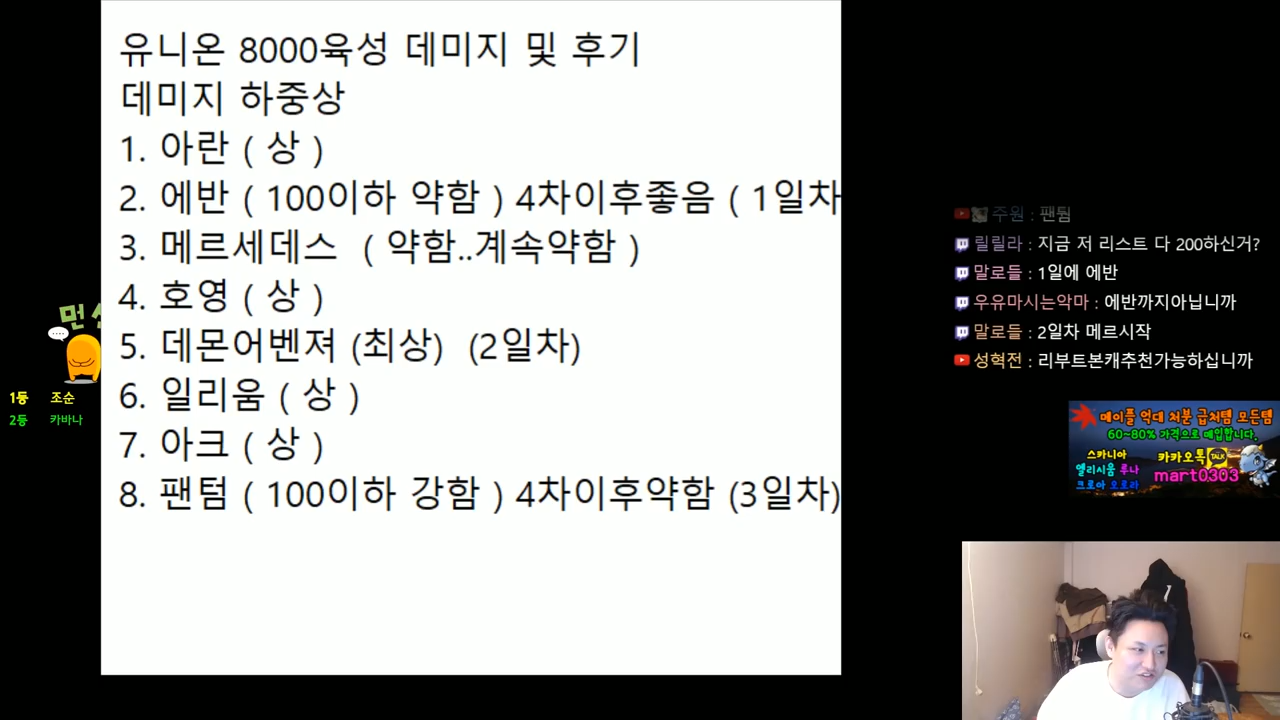 유니온 8000육성 데미지 및 후기
데미지 하중상
1. 아란 ( 상 )
2. 에반 ( 100이하 약함 ) 4차이후좋음 ( 1일차
3. 메르세데스 ( 약함..계속약함 )
4. 호영 ( 상 )
5. 데몬어벤져 (최상) (2일차)
6. 일리움 ( 상 )
7. 아크 ( 상 )
8. 팬텀 ( 100이하 강함 ) 4차이후약함 (3일차)
1등 조순
2등 카바나
주원 : 팬텀
릴릴라 : 지금 저 리스트 다 200하신거?
말로들 : 1일에 에반
우유마시는악마 : 에반까지아닙니까
말로들 : 2일차 메르시작
성혁전 : 리부트본캐추천가능하십니까
메이플 억대 처분 급처템 모든템
60~80% 가격으로 매입합니다.
스카니아
엘리시움 루나
크로아 오로라
카카오톡 TALK
mart0303